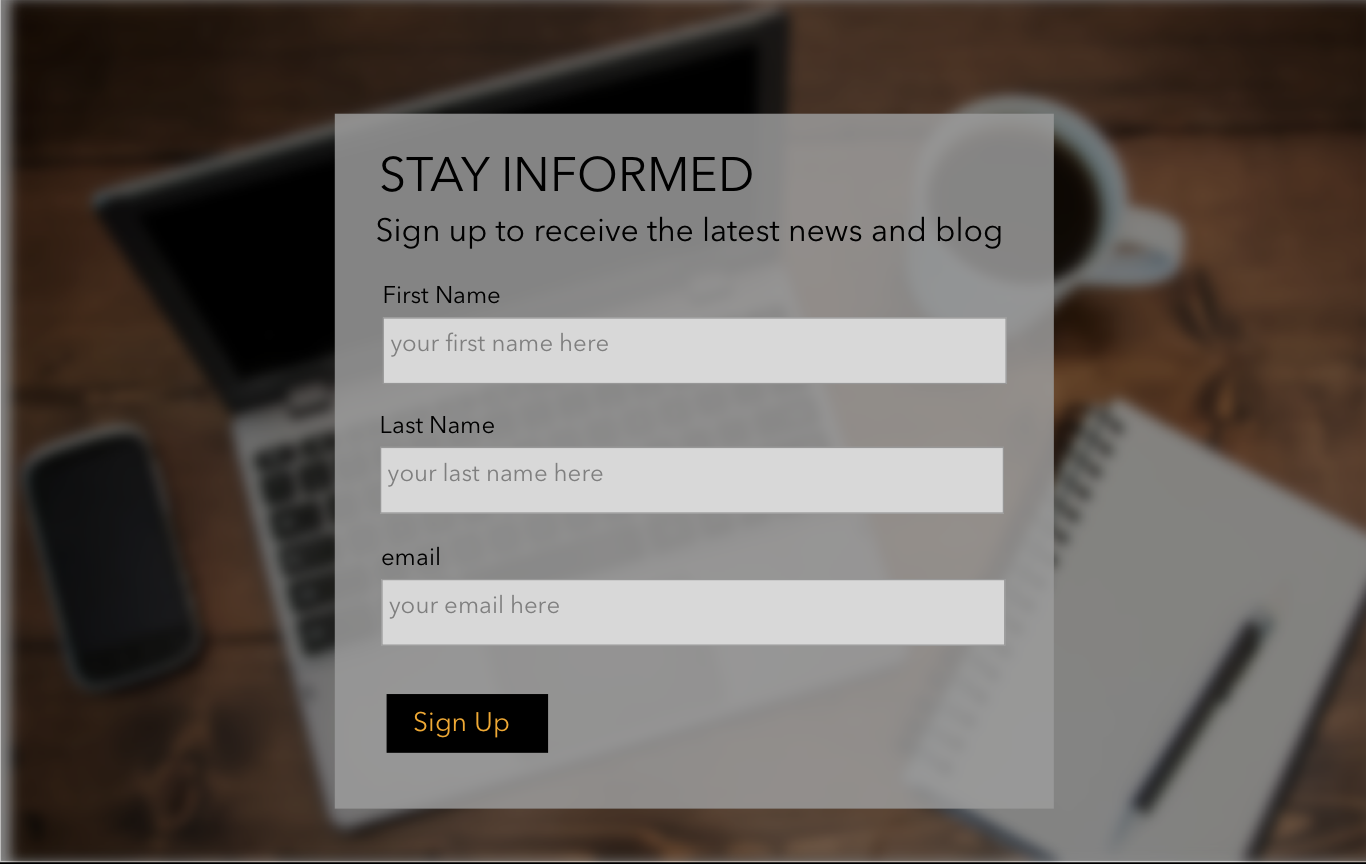 STAY INFORMED
Sign up to receive the latest news and blog
First Name
your first name here
Last Name
your last name here
email
your email here
Sign Up